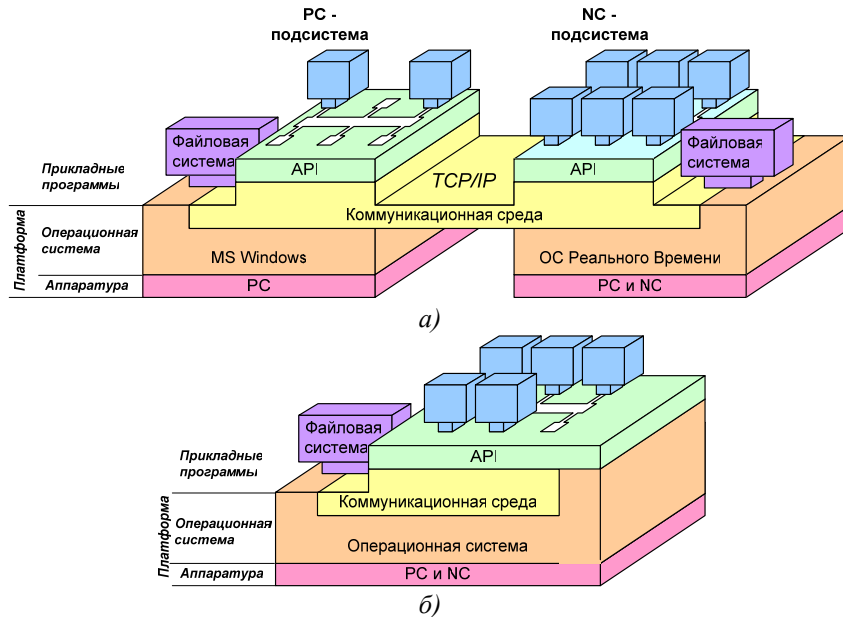 PC -
подсистема
NC -
подсистема
Файловая
система
API
TCP/IP
API
Файловая
система
Прикладные
программы
Коммуникационная среда
Платформа
Операционная
система
MS Windows
ОС Реального Времени
Аппаратура
PC
PC и NC
а)
Файловая
система
API
Прикладные
программы
Коммуникационная среда
Платформа
Операционная
система
Операционная система
Аппаратура
PC и NC
б)